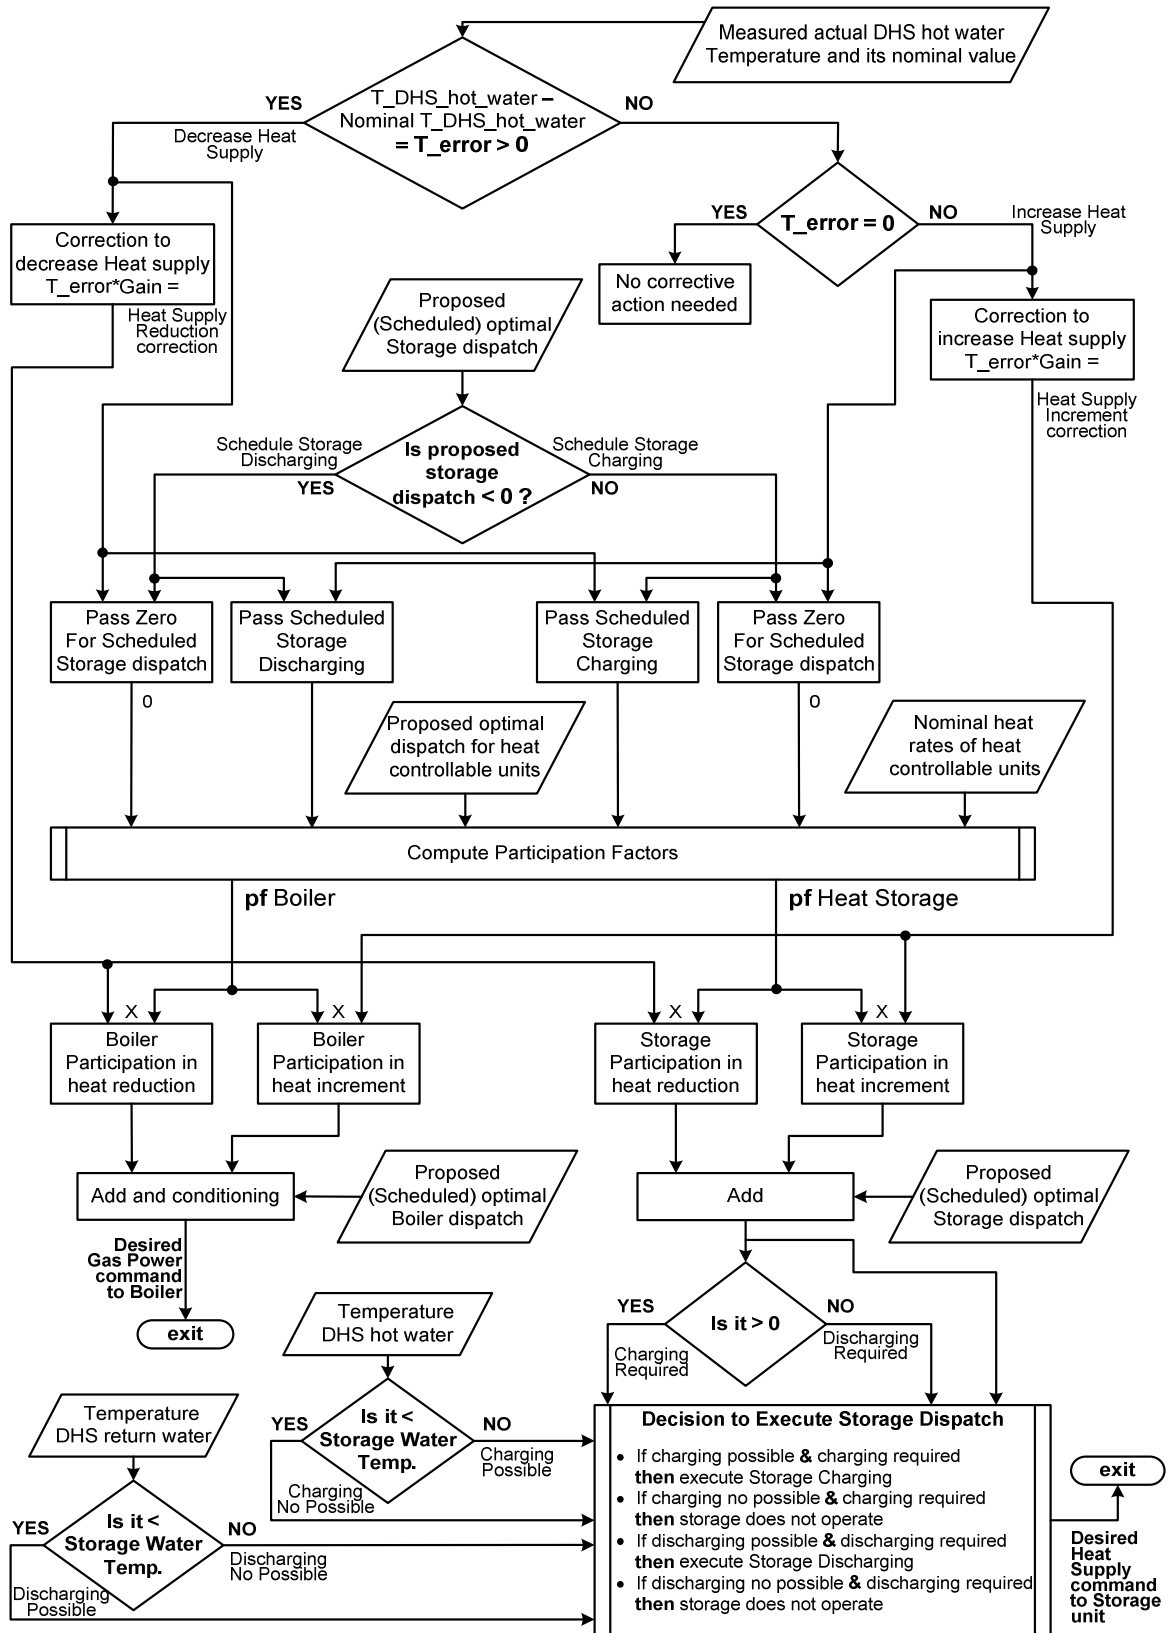 Measured actual DHS hot water
Temperature and its nominal value
T_DHS_hot_water –
Nominal T_DHS_hot_water
= T_error > 0
YES
NO
Decrease Heat
Supply
T_error = 0
YES
NO
Increase Heat
Supply
Correction to
decrease Heat supply
T_error*Gain =
No corrective
action needed
Proposed
(Scheduled) optimal
Storage dispatch
Correction to
increase Heat supply
T_error*Gain =
Heat Supply
Reduction
correction
Heat Supply
Increment
correction
Is proposed
storage
dispatch < 0 ?
Schedule Storage
Discharging
YES
Schedule Storage
Charging
NO
Pass Zero
For Scheduled
Storage dispatch
Pass Scheduled
Storage
Discharging
Pass Scheduled
Storage
Charging
Pass Zero
For Scheduled
Storage dispatch
0
0
Proposed optimal
dispatch for heat
controllable units
Nominal heat
rates of heat
controllable units
Compute Participation Factors
pf Boiler
pf Heat Storage
X
X
X
X
Boiler
Participation in
heat reduction
Boiler
Participation in
heat increment
Storage
Participation in
heat reduction
Storage
Participation in
heat increment
Add and conditioning
Proposed
(Scheduled) optimal
Boiler dispatch
Add
Proposed
(Scheduled) optimal
Storage dispatch
Desired
Gas Power
command
to Boiler
exit
Is it > 0
YES
NO
Charging
Required
Discharging
Required
Temperature
DHS hot water
Is it <
Storage Water
Temp.
YES
NO
Charging
Possible
Charging
No Possible
Temperature
DHS return water
Is it <
Storage Water
Temp.
YES
NO
Discharging
No Possible
Discharging
Possible
Decision to Execute Storage Dispatch
• If charging possible & charging required
then execute Storage Charging
• If charging no possible & charging required
then storage does not operate
• If discharging possible & discharging required
then execute Storage Discharging
• If discharging no possible & discharging required
then storage does not operate
exit
Desired
Heat
Supply
command
to Storage
unit